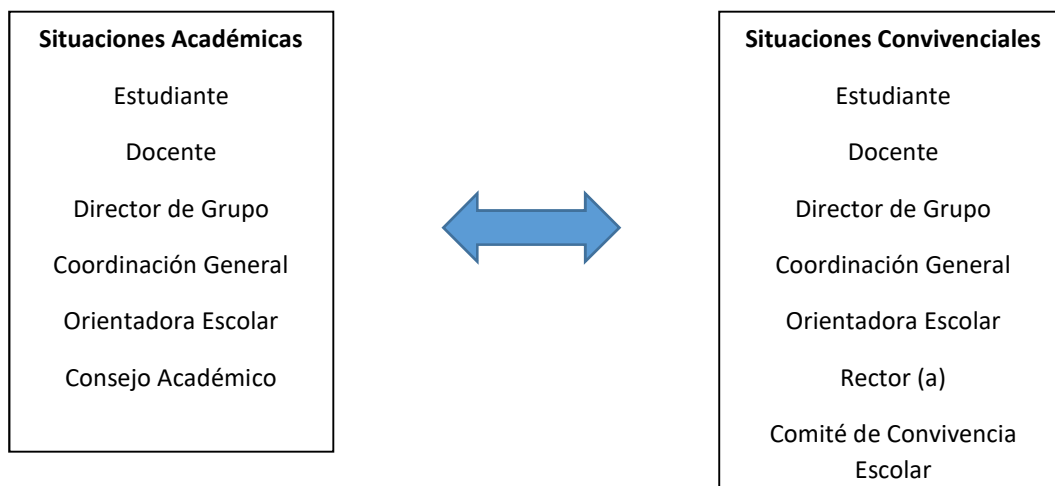 Situaciones Académicas
Estudiante
Docente
Director de Grupo
Coordinación General
Orientadora Escolar
Consejo Académico
Situaciones Convivenciales
Estudiante
Docente
Director de Grupo
Coordinación General
Orientadora Escolar
Rector (a)
Comité de Convivencia
Escolar